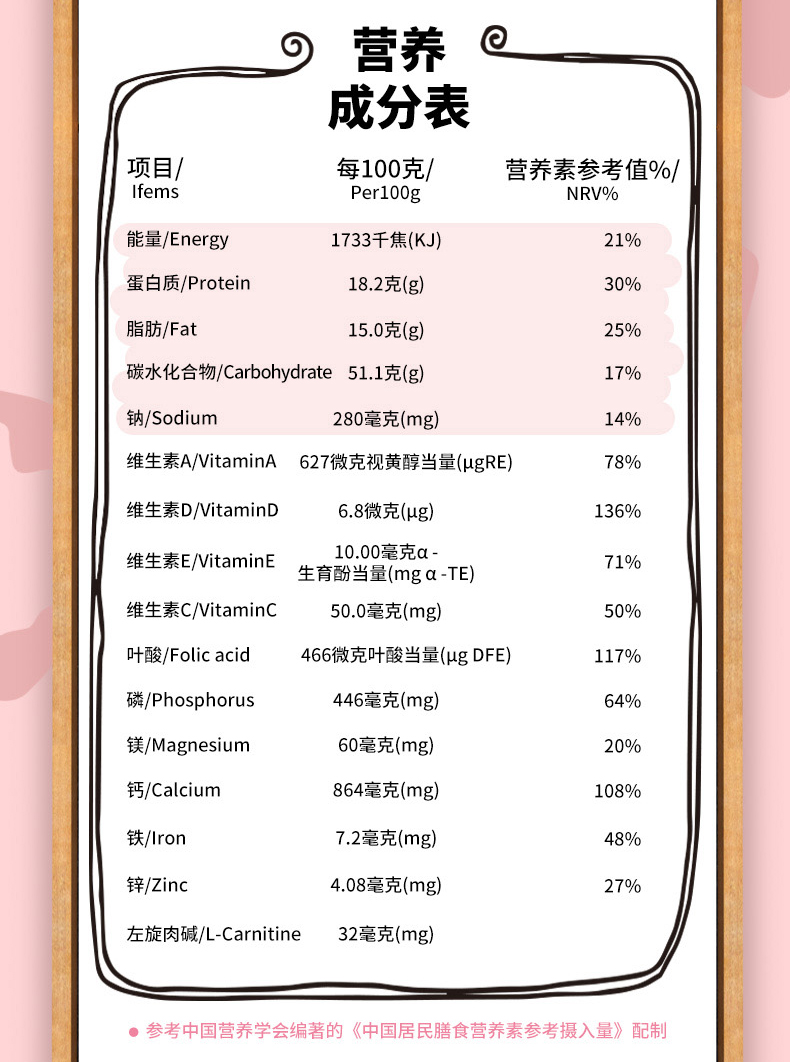 营养
成分表
项目/ 每100克/ 营养素参考值%/
Ifems Per100g NRV%
能量/Energy 1733千焦(KJ) 21%
蛋白质/Protein 18.2克(g) 30%
脂肪/Fat 15.0克(g) 25%
碳水化合物/Carbohydrate 51.1克(g) 17%
钠/Sodium 280毫克(mg) 14%
维生素A/VitaminA 627微克视黄醇当量(μgRE) 78%
维生素D/VitaminD 6.8微克(μg) 136%
维生素E/VitaminE 10.00毫克α-
生育酚当量(mg α -TE) 71%
维生素C/VitaminC 50.0毫克(mg) 50%
叶酸/Folic acid 466微克叶酸当量(μg DFE) 117%
磷/Phosphorus 446毫克(mg) 64%
镁/Magnesium 60毫克(mg) 20%
钙/Calcium 864毫克(mg) 108%
铁/Iron 7.2毫克(mg) 48%
锌/Zinc 4.08毫克(mg) 27%
左旋肉碱/L-Carnitine 32毫克(mg)
● 参考中国营养学会编著的《中国居民膳食营养素参考摄入量》配制